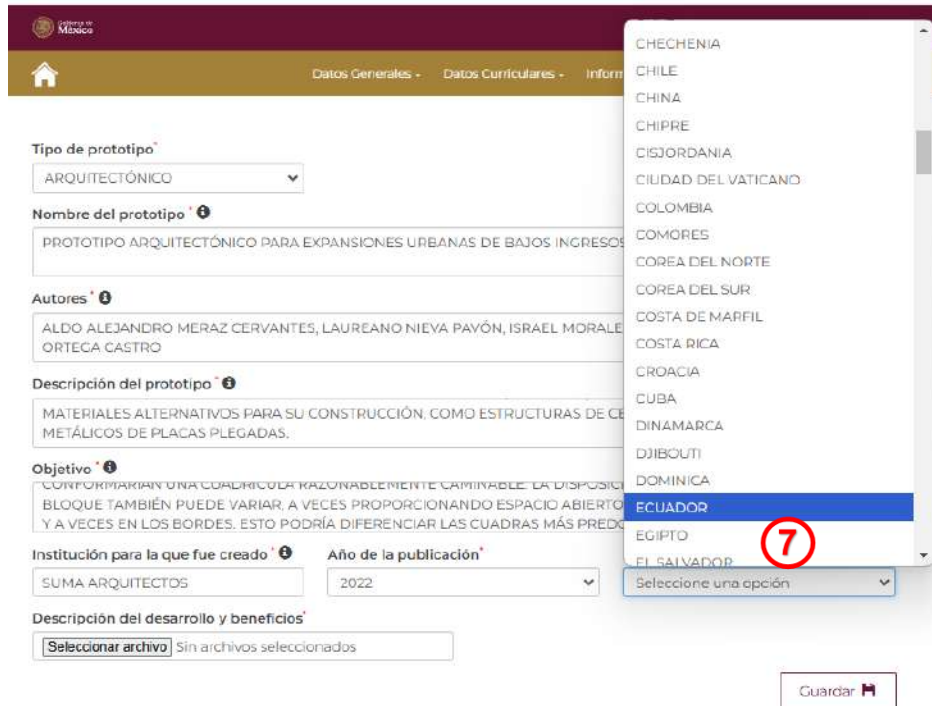 Gobierno de
México
Datos Generales Datos Curriculares Inform
Tipo de prototipo*
ARQUITECTÓNICO
Nombre del prototipo *
PROTOTIPO ARQUITECTÓNICO PARA EXPANSIONES URBANAS DE BAJOS INGRESOS
Autores *
ALDO ALEJANDRO MERAZ CERVANTES, LAUREANO NIEVA PAVÓN, ISRAEL MORALE
ORTEGA CASTRO
Descripción del prototipo *
MATERIALES ALTERNATIVOS PARA SU CONSTRUCCIÓN, COMO ESTRUCTURAS DE CE
METÁLICOS DE PLACAS PLEGADAS.
Objetivo *
CONFORMARÍAN UNA CUADRÍCULA RAZONABLEMENTE CAMINABLE. LA DISPOSICI
BLOQUE TAMBIÉN PUEDE VARIAR, A VECES PROPORCIONANDO ESPACIO ABIERTO
Y A VECES EN LOS BORDES. ESTO PODRÍA DIFERENCIAR LAS CUADRAS MÁS PREDO
Institución para la que fue creado *
SUMA ARQUITECTOS
Año de la publicación*
2022
CHECHENIA
CHILE
CHINA
CHIPRE
CISJORDANIA
CIUDAD DEL VATICANO
COLOMBIA
COMORES
COREA DEL NORTE
COREA DEL SUR
COSTA DE MARFIL
COSTA RICA
CROACIA
CUBA
DINAMARCA
DJIBOUTI
DOMINICA
ECUADOR
EGIPTO
EL SALVADOR
7
Seleccione una opción
Descripción del desarrollo y beneficios*
Seleccionar archivo Sin archivos seleccionados
Guardar